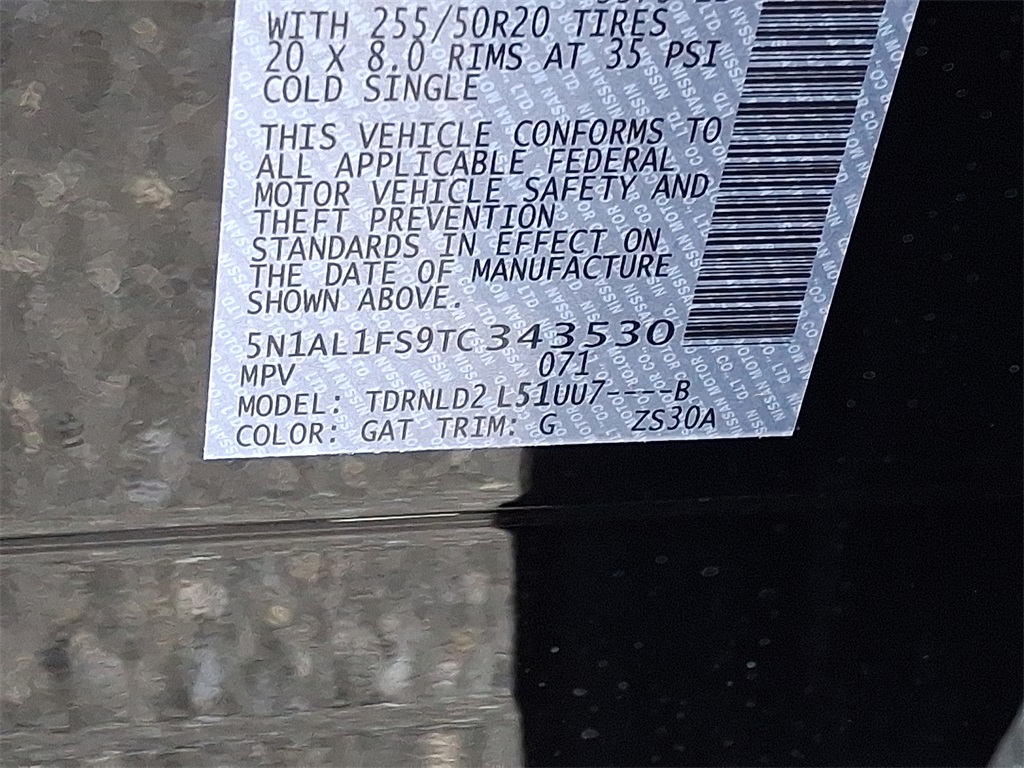 WITH 255/50R20 TIRES
20 X 8.0 RIMS AT 35 PSI
COLD SINGLE
THIS VEHICLE CONFORMS TO
ALL APPLICABLE FEDERAL
MOTOR VEHICLE SAFETY AND
THEFT PREVENTION
STANDARDS IN EFFECT ON
THE DATE OF MANUFACTURE
SHOWN ABOVE.
5N1AL1FS9TC343530
MPV 071
MODEL: TDRNLD2 L51UU7----B
COLOR: GAT TRIM: G ZS30A